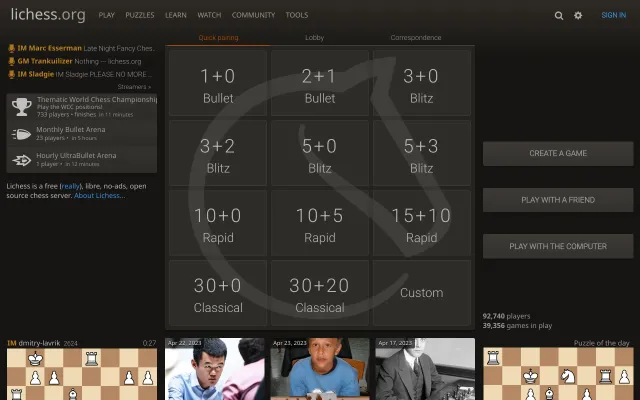 lichess.org PLAY PUZZLES LEARN WATCH COMMUNITY TOOLS SIGN IN
IM Marc Esserman Late Night Fancy Ches.
GM Trankuilizer Nothing — lichess.org
IM Sladgie IM Sladgie PLEASE NO MORE ...
Streamers »
Thematic World Chess Championship
Play the WCC positions!
733 players • finishes in 11 minutes
Monthly Bullet Arena
23 players • in 5 hours
Hourly UltraBullet Arena
1 player • in 12 minutes
Lichess is a free (really), libre, no-ads, open
source chess server. About Lichess...
Quick pairing Lobby Correspondence
1+0
Bullet
2+1
Bullet
3+0
Blitz
3+2
Blitz
5+0
Blitz
5+3
Blitz
10+0
Rapid
10+5
Rapid
15+10
Rapid
30+0
Classical
30+20
Classical
Custom
CREATE A GAME
PLAY WITH A FRIEND
PLAY WITH THE COMPUTER
92,740 players
39,356 games in play
IM dmitry-lavrik 2624 0:27
Apr 22, 2023
Apr 23, 2023
Apr 17, 2023
Puzzle of the day